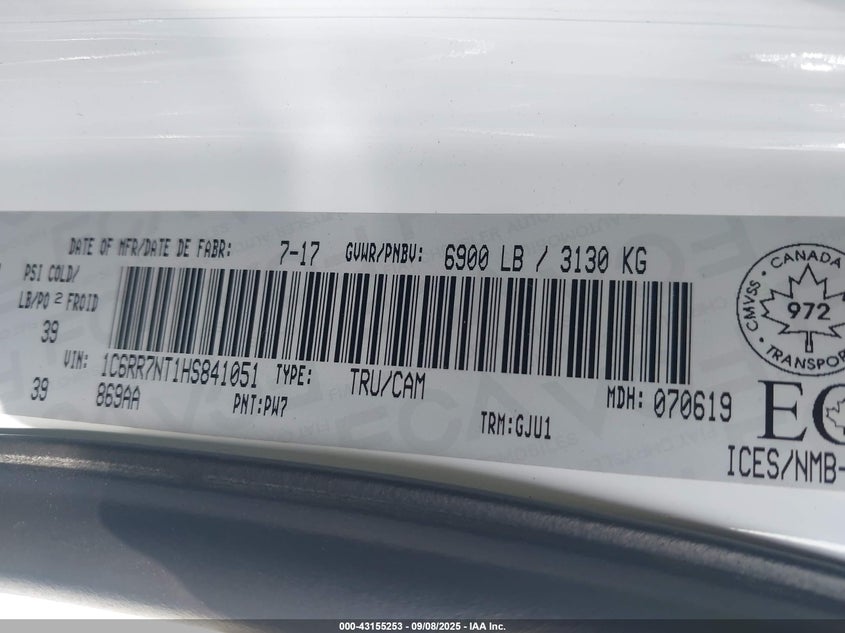 DATE OF MFR/DATE DE FABR: 7-17 GVWR/PNBV: 6900 LB / 3130 KG
PSI COLD/
LB/PO 2 FROID
39
VIN: 1C6RR7NT1HS841051 TYPE: TRU/CAM MDH: 070619
39 869AA PNT:PW7 TRM:GJU1
CANADA
CMVSS
972
TRANSPORT
ICES/NMB-
000-43155253 - 09/08/2025 - IAA Inc.